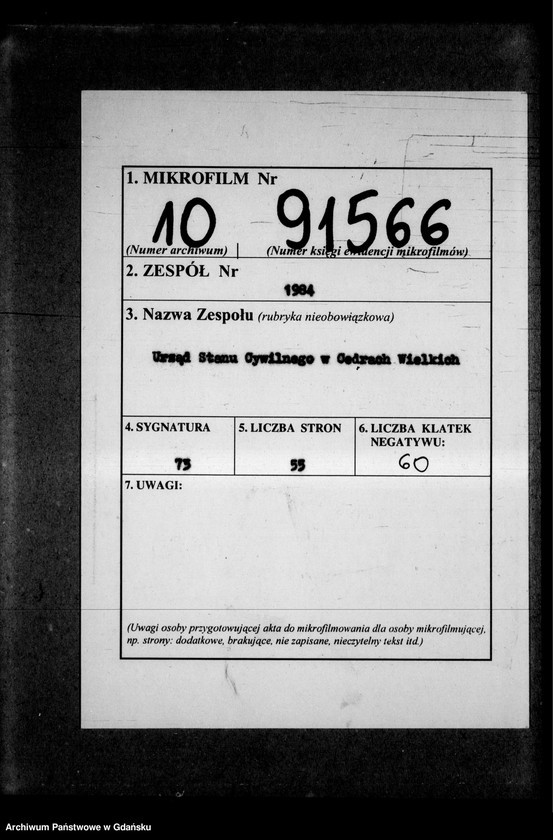 1. MIKROFILM Nr
10 91566
(Numer archiwum) (Numer księgi ewidencji mikrofilmów)
2. ZESPÓŁ Nr
1984
3. Nazwa Zespołu (rubryka nieobowiązkowa)
Urząd Stanu Cywilnego w Cedrach Wielkich
4. SYGNATURA
73
5. LICZBA STRON
55
6. LICZBA KLATEK
NEGATYWU:
60
7. UWAGI:
(Uwagi osoby przygotowującej akta do mikrofilmowania dla osoby mikrofilmującej,
np. strony: dodatkowe, brakujące, nie zapisane, nieczytelny tekst itd.)
Archiwum Państwowe w Gdańsku